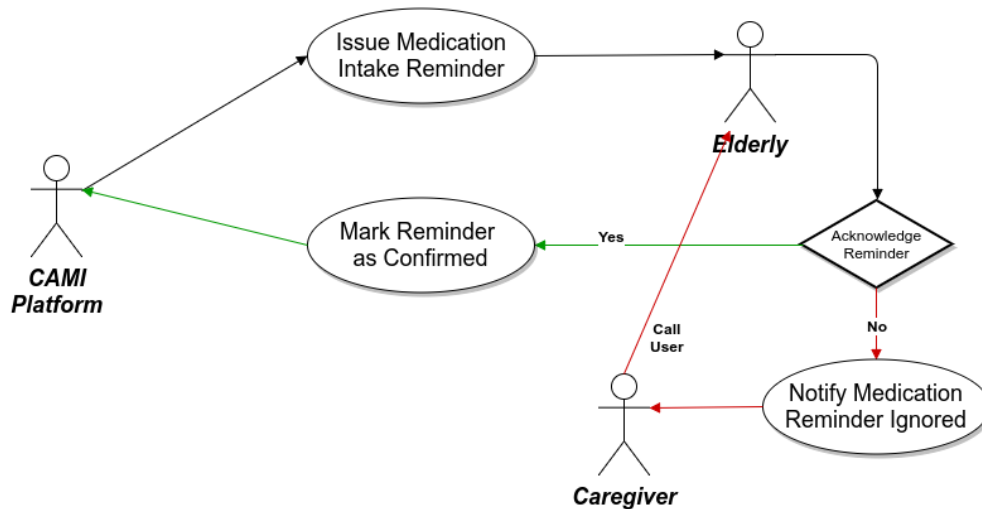 Issue Medication
Intake Reminder
Elderly
CAMI
Platform
Mark Reminder
as Confirmed
Yes
Acknowledge
Reminder
No
Call
User
Notify Medication
Reminder Ignored
Caregiver